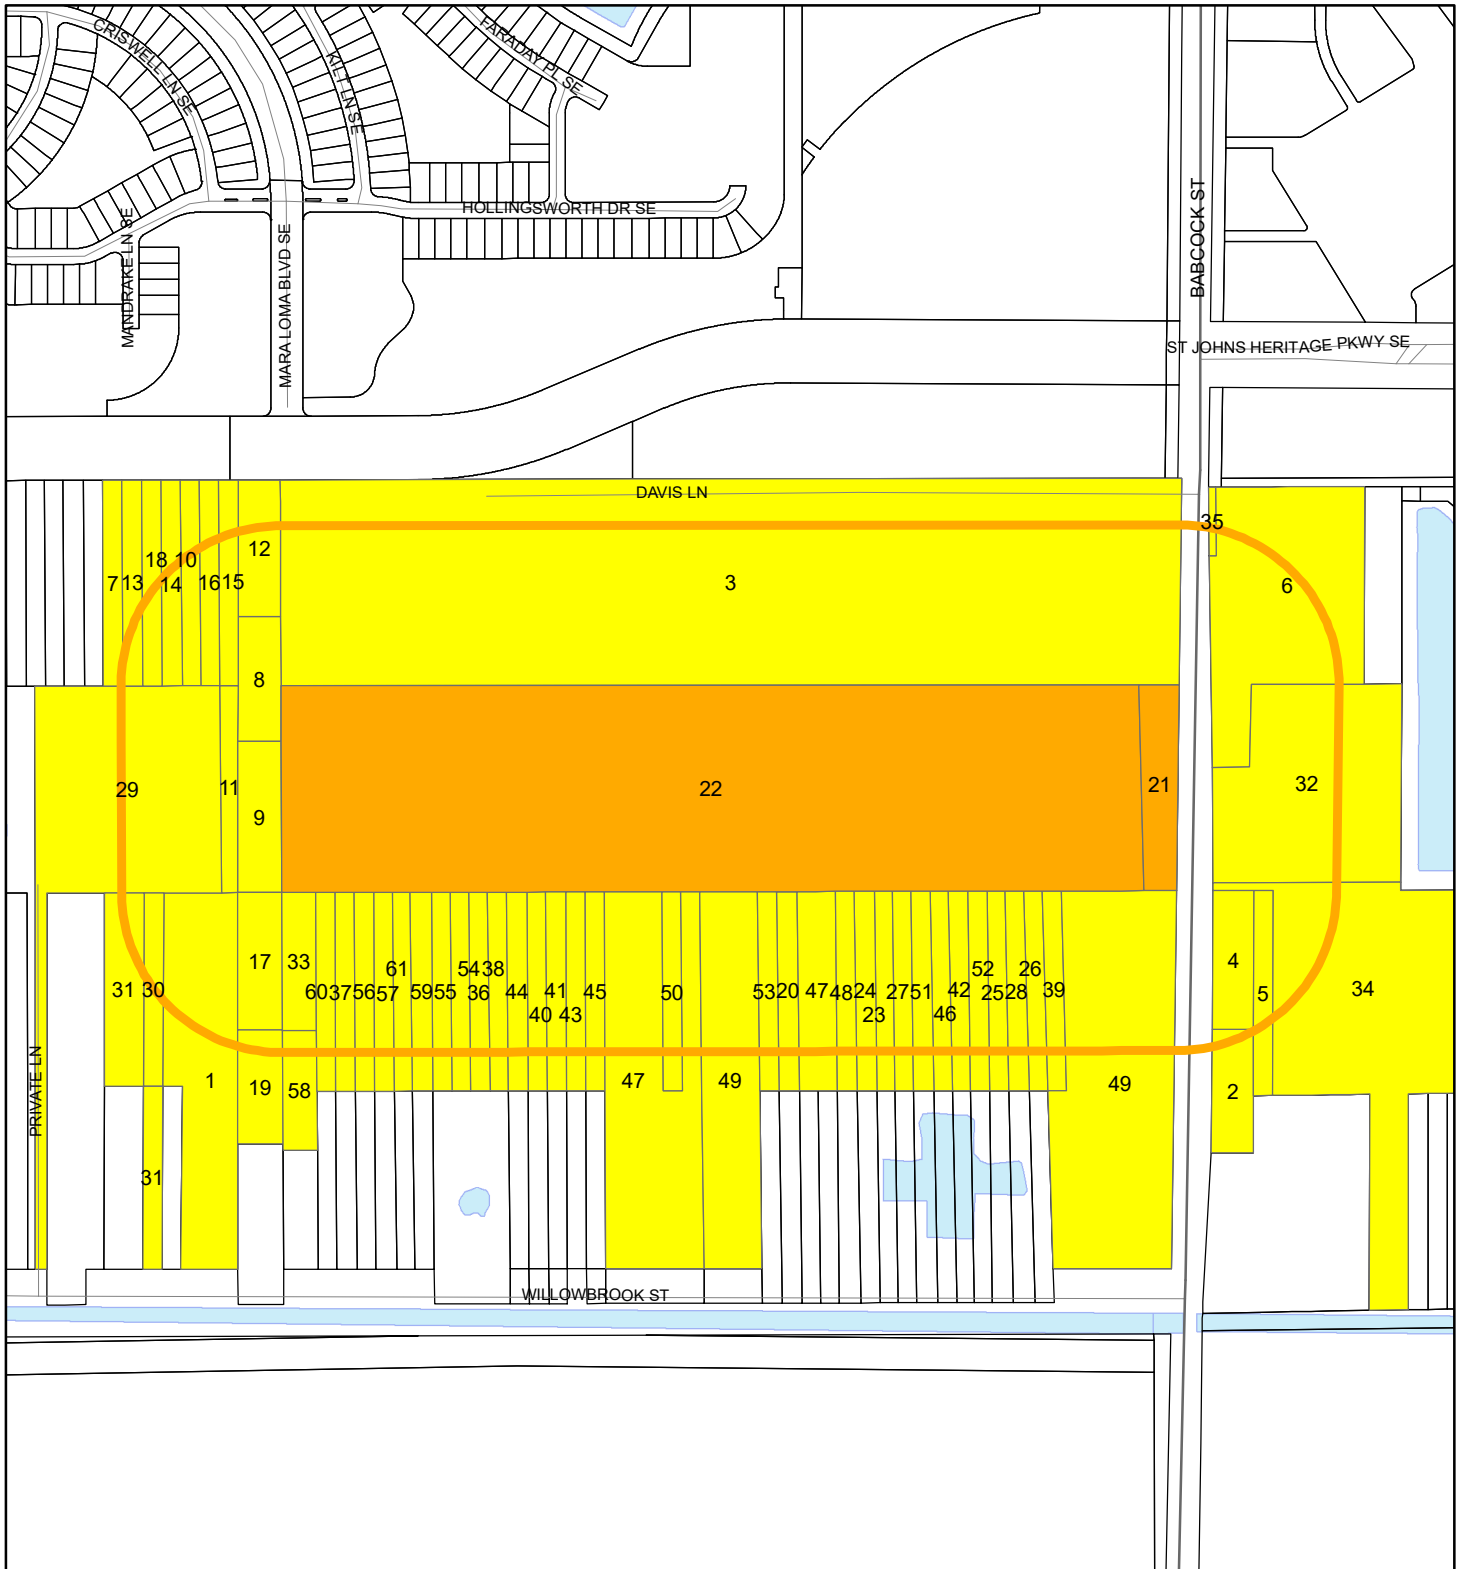 CRISWELL LN SE
KILT LN SE
FARADAY PL SE
HOLLINGSWORTH DR SE
MANDRAKE LN SE
MARA LOMA BLVD SE
BABCOCK ST
ST JOHNS HERITAGE PKWY SE
DAVIS LN
35
12
18 10
7 13 14 16 15
3
6
8
29
11
9
22
21
32
17
33
61
54 38
52
26
4
31
30
60 37 56 57 59 55 36 44 41 45
50
53 20 47 48 24 27 51 42 25 28 39
5
34
40 43
23
46
1
19
58
47
49
49
2
PRIVATE LN
31
WILLOWBROOK ST